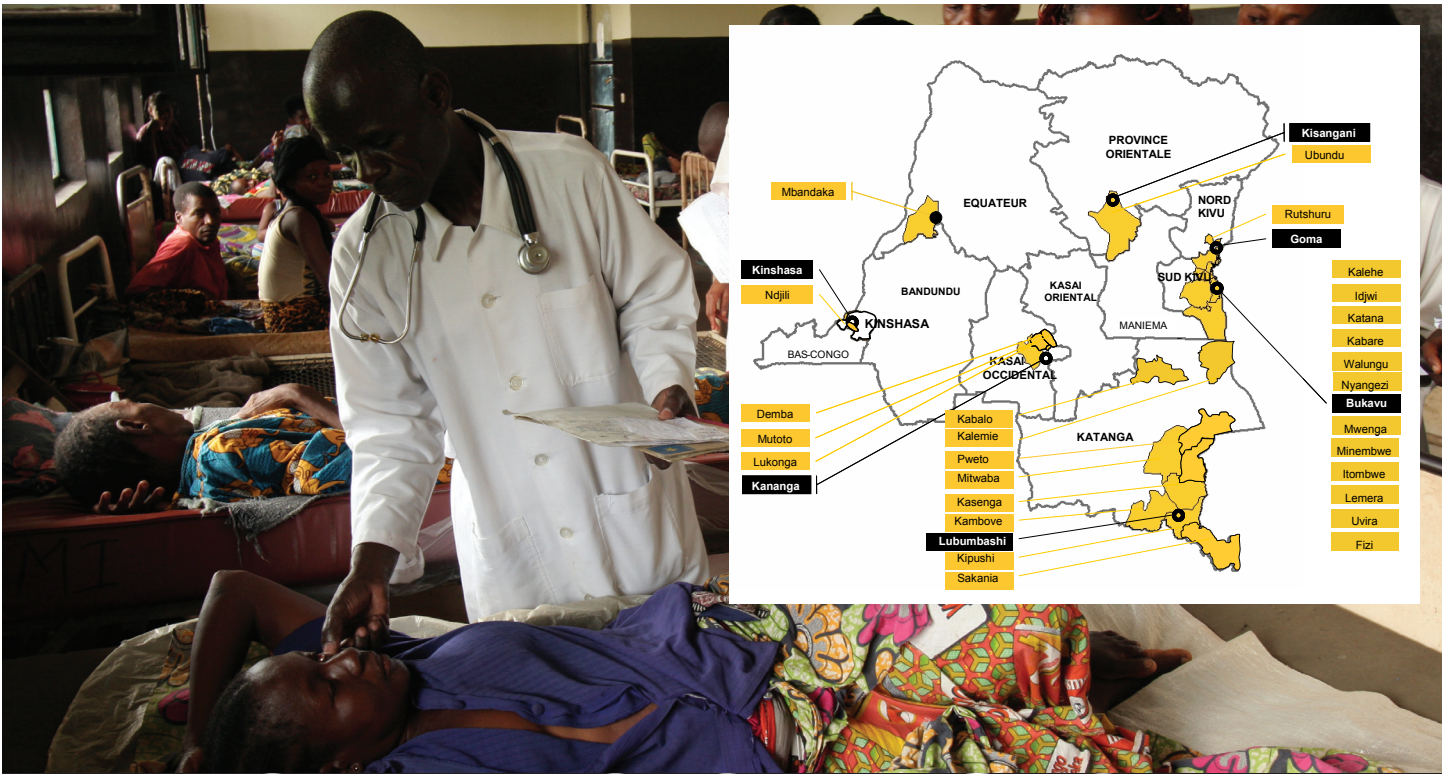 PROVINCE
ORIENTALE
Kisangani
Ubundu
Mbandaka
EQUATEUR
NORD
KIVU
Rutshuru
Goma
Kinshasa
Ndjili
KINSHASA
BANDUNDU
KASAI
ORIENTAL
SUD KIVU
MANIEMA
BAS-CONGO
KASAI
OCCIDENTAL
Kalehe
Idjwi
Katana
Kabare
Walungu
Nyangezi
Bukavu
Mwenga
Minembwe
Itombwe
Lemera
Uvira
Fizi
Demba
Mutoto
Lukonga
Kananga
KATANGA
Kabalo
Kalemie
Pweto
Mitwaba
Kasenga
Kambove
Lubumbashi
Kipushi
Sakania
MI